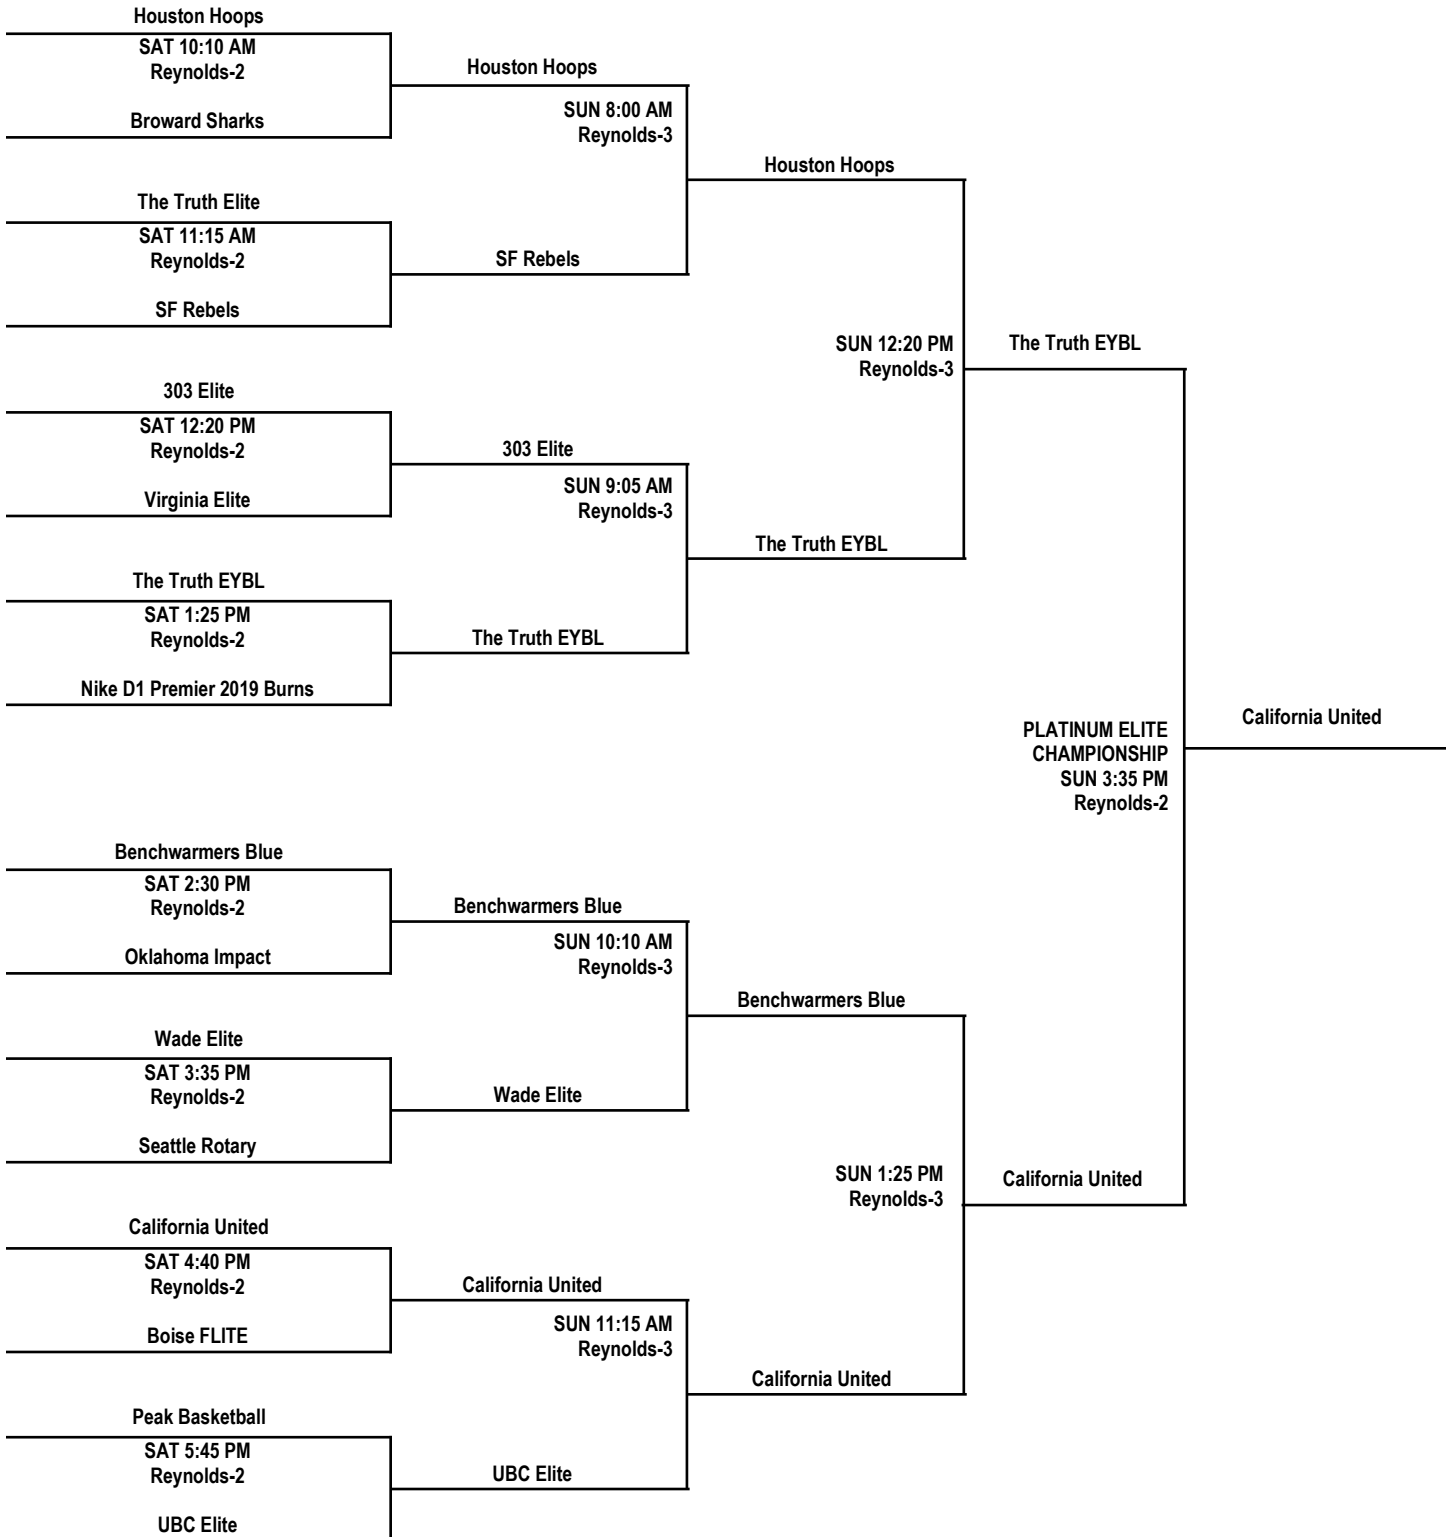 Houston Hoops
SAT 10:10 AM
Reynolds-2
Broward Sharks
The Truth Elite
SAT 11:15 AM
Reynolds-2
SF Rebels
303 Elite
SAT 12:20 PM
Reynolds-2
Virginia Elite
The Truth EYBL
SAT 1:25 PM
Reynolds-2
Nike D1 Premier 2019 Burns
Benchwarmers Blue
SAT 2:30 PM
Reynolds-2
Oklahoma Impact
Wade Elite
SAT 3:35 PM
Reynolds-2
Seattle Rotary
California United
SAT 4:40 PM
Reynolds-2
Boise FLITE
Peak Basketball
SAT 5:45 PM
Reynolds-2
UBC Elite
Houston Hoops
SUN 8:00 AM
Reynolds-3
SF Rebels
303 Elite
SUN 9:05 AM
Reynolds-3
The Truth EYBL
Benchwarmers Blue
SUN 10:10 AM
Reynolds-3
Wade Elite
California United
SUN 11:15 AM
Reynolds-3
UBC Elite
Houston Hoops
SUN 12:20 PM
Reynolds-3
The Truth EYBL
Benchwarmers Blue
SUN 1:25 PM
Reynolds-3
California United
The Truth EYBL
PLATINUM ELITE
CHAMPIONSHIP
SUN 3:35 PM
Reynolds-2
California United
California United